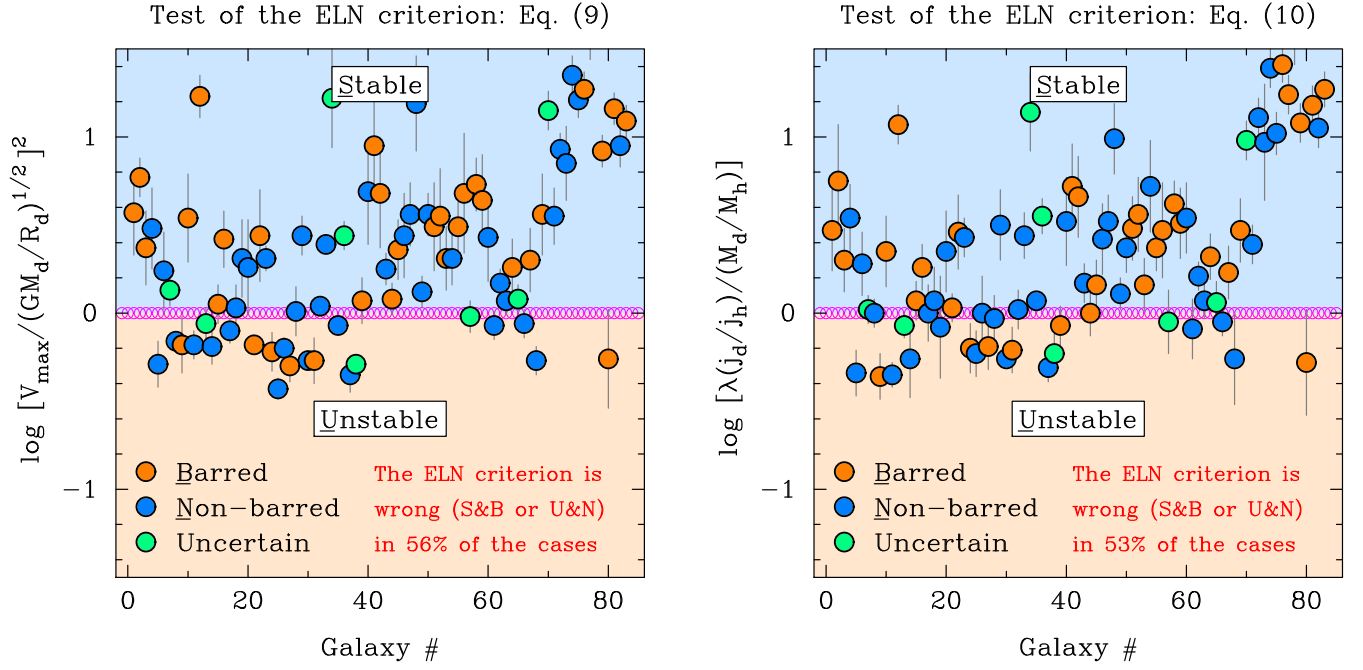 Test of the ELN criterion: Eq. (9)
log [V_max/(GM_d/R_d)^1/2]^2
1
0
−1
Stable
Unstable
Barred
Non−barred
Uncertain
The ELN criterion is
wrong (S&B or U&N)
in 56% of the cases
0 20 40 60 80
Galaxy #
Test of the ELN criterion: Eq. (10)
log [λ(j_d/j_h)/(M_d/M_h)]
1
0
−1
Stable
Unstable
Barred
Non−barred
Uncertain
The ELN criterion is
wrong (S&B or U&N)
in 53% of the cases
0 20 40 60 80
Galaxy #